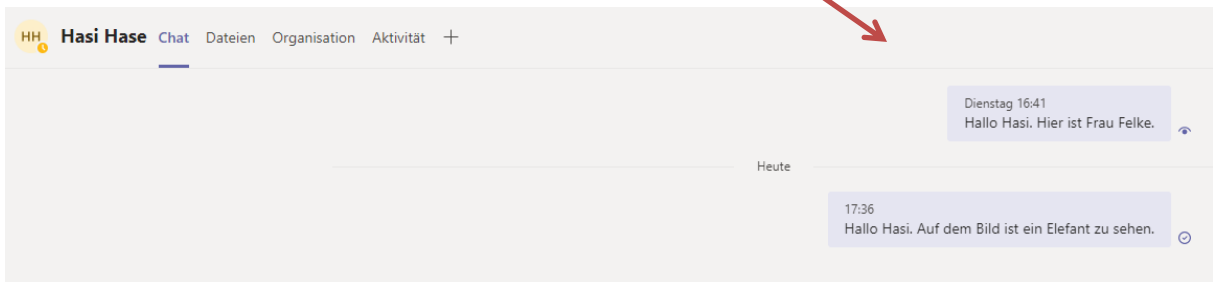 HH Hasi Hase Chat Dateien Organisation Aktivität +
Dienstag 16:41
Hallo Hasi. Hier ist Frau Felke.
Heute
17:36
Hallo Hasi. Auf dem Bild ist ein Elefant zu sehen.